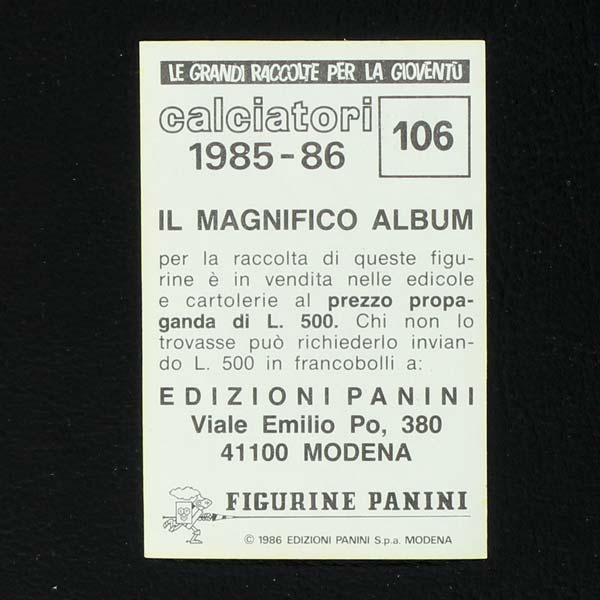 LE GRANDI RACCOLTE PER LA GIOVENTÙ
calciatori
1985-86
106
IL MAGNIFICO ALBUM
per la raccolta di queste figu-
rine è in vendita nelle edicole
e cartolerie al prezzo propa-
ganda di L. 500. Chi non lo
trovasse può richiederlo invian-
do L. 500 in francobolli a:
EDIZIONI PANINI
Viale Emilio Po, 380
41100 MODENA
FIGURINE PANINI
© 1986 EDIZIONI PANINI S.p.a. MODENA